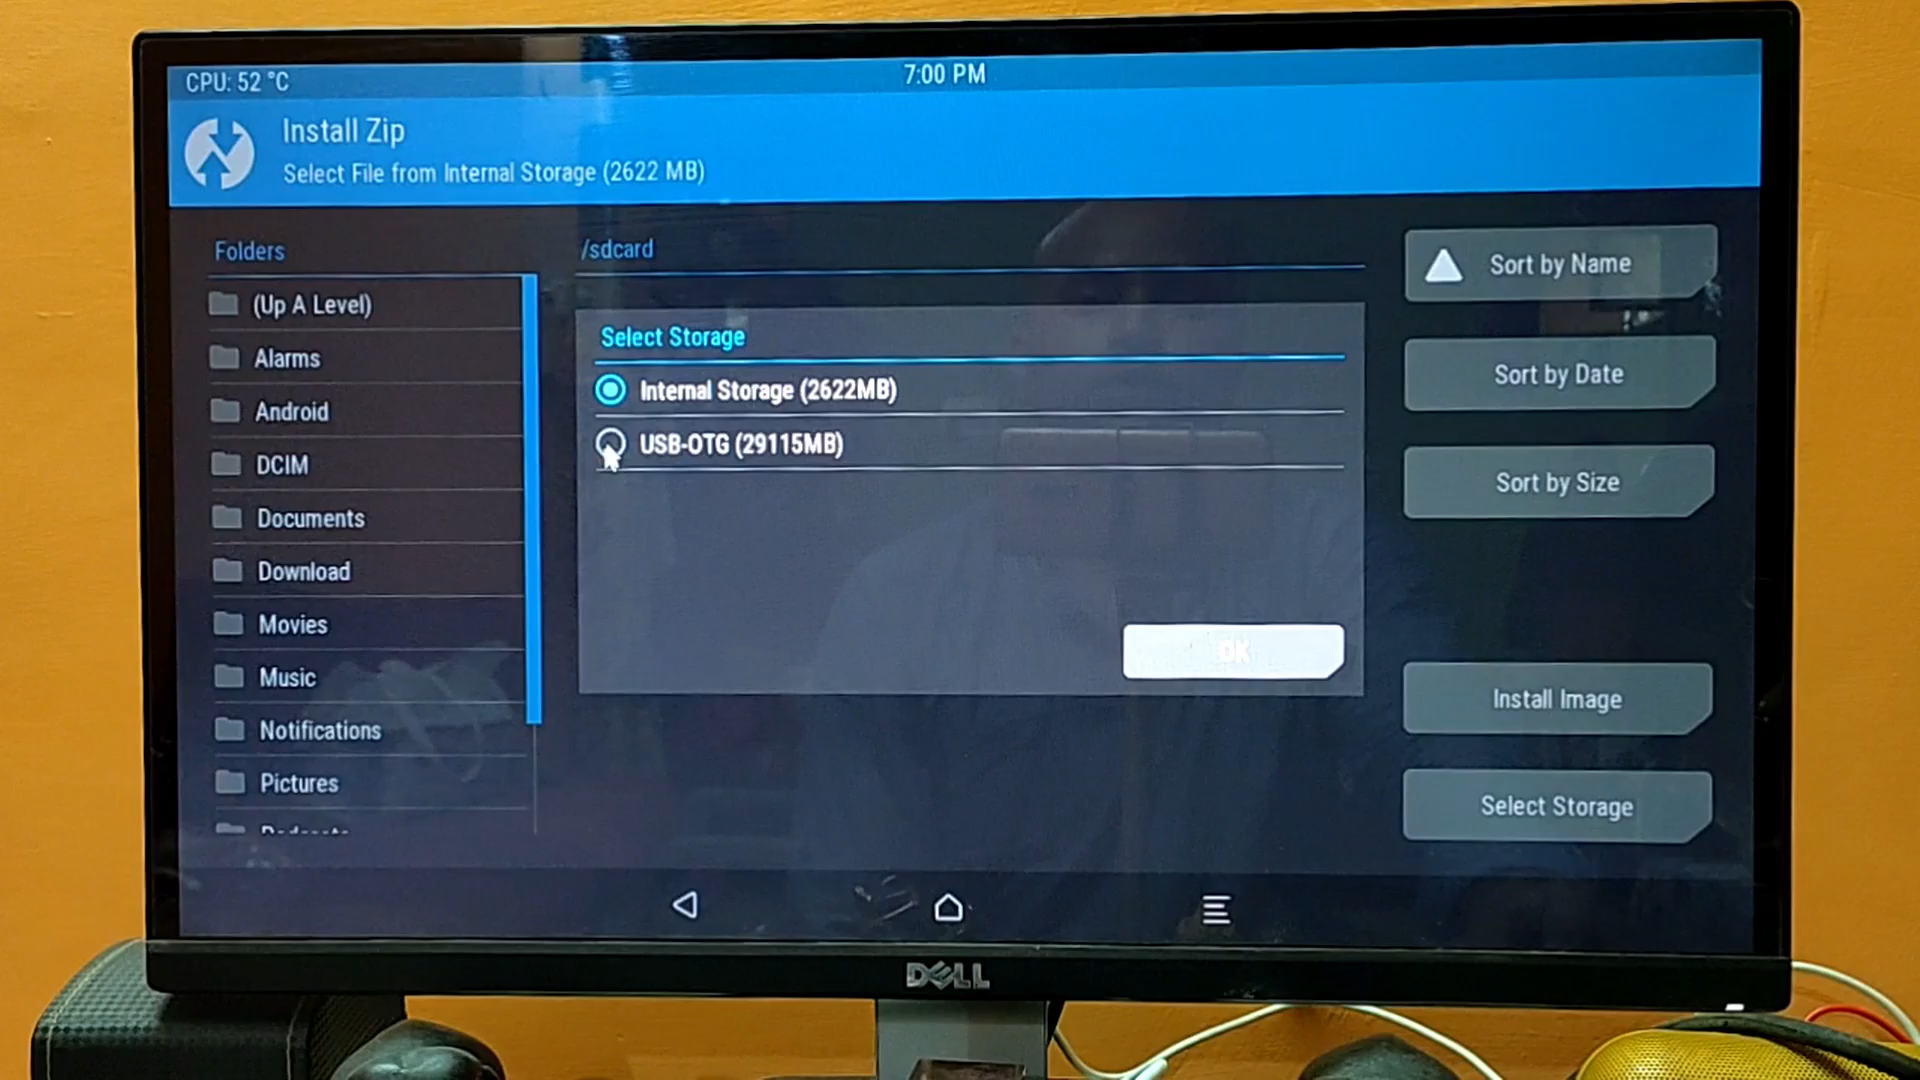 CPU: 52 °C
7:00 PM
Install Zip
Select File from Internal Storage (2622 MB)
Folders
(Up A Level)
Alarms
Android
DCIM
Documents
Download
Movies
Music
Notifications
Pictures
Podcasts
/sdcard
Select Storage
Internal Storage (2622MB)
USB-OTG (29115MB)
OK
Sort by Name
Sort by Date
Sort by Size
Install Image
Select Storage
DELL